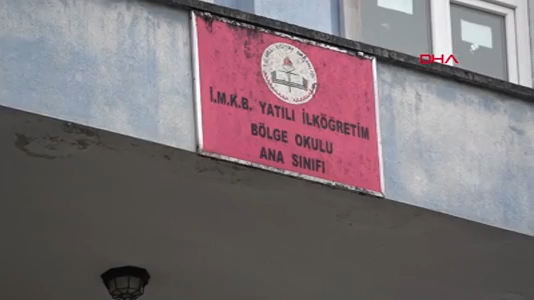 DHA
İ.M.K.B. YATILI İLKÖĞRETİM
BÖLGE OKULU
ANA SINIFI